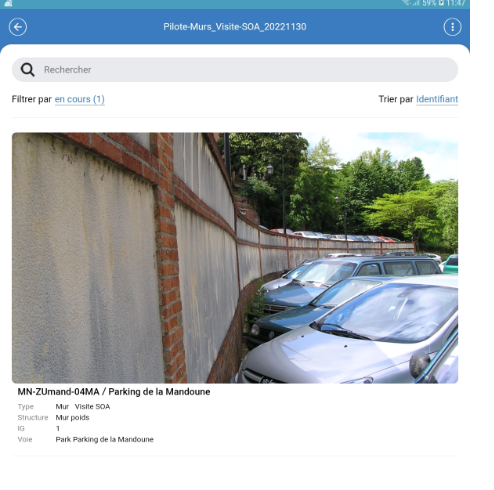 59% 11:47
Pilote-Murs_Visite-SOA_20221130
Rechercher
Filtrer par en cours (1) Trier par Identifiant
MN-ZUmand-04MA / Parking de la Mandoune
Type Mur Visite SOA
Structure Mur poids
IG 1
Voie Park Parking de la Mandoune